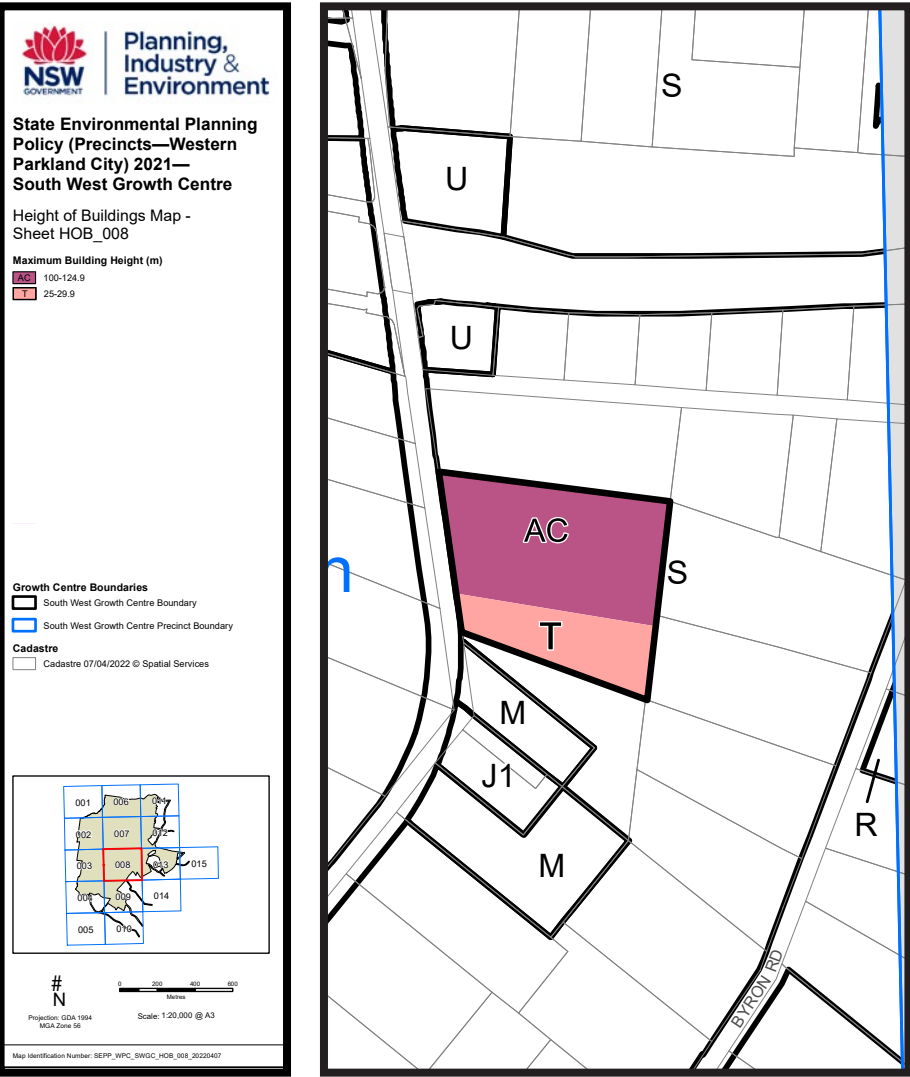 NSW
GOVERNMENT
Planning,
Industry &
Environment
State Environmental Planning
Policy (Precincts—Western
Parkland City) 2021—
South West Growth Centre
Height of Buildings Map -
Sheet HOB_008
Maximum Building Height (m)
AC 100-124.9
T 25-29.9
Growth Centre Boundaries
South West Growth Centre Boundary
South West Growth Centre Precinct Boundary
Cadastre
Cadastre 07/04/2022 © Spatial Services
001 006
002 007 012
003 008 013 015
004 009 014
005 010
#
N
Projection: GDA 1994
MGA Zone 56
0 200 400 600
Metres
Scale: 1:20,000 @ A3
Map Identification Number: SEPP_WPC_SWGC_HOB_008_20220407
S
U
U
AC
n
S
T
M
J1
R
M
BYRON RD